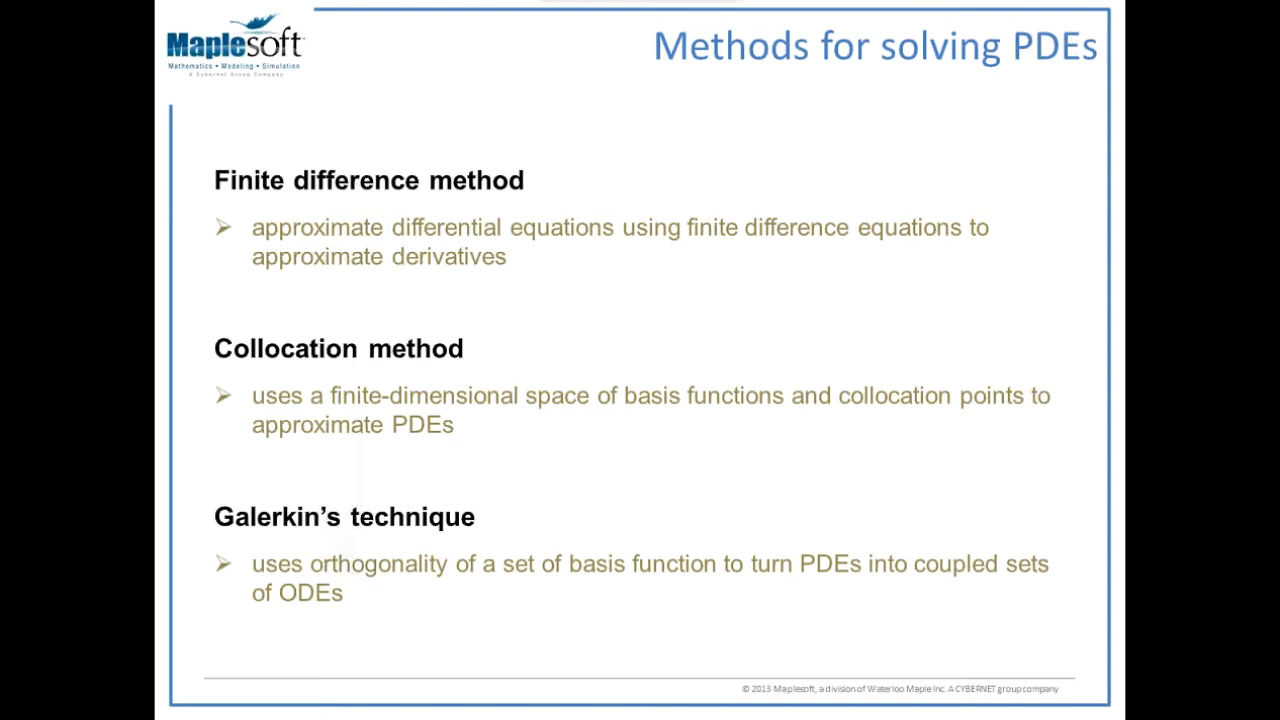 Maplesoft
Mathematics • Modeling • Simulation
A Cybernet Group Company
Methods for solving PDEs
Finite difference method
➢ approximate differential equations using finite difference equations to
approximate derivatives
Collocation method
➢ uses a finite-dimensional space of basis functions and collocation points to
approximate PDEs
Galerkin’s technique
➢ uses orthogonality of a set of basis function to turn PDEs into coupled sets
of ODEs
© 2013 Maplesoft, a division of Waterloo Maple Inc. A CYBERNET group company